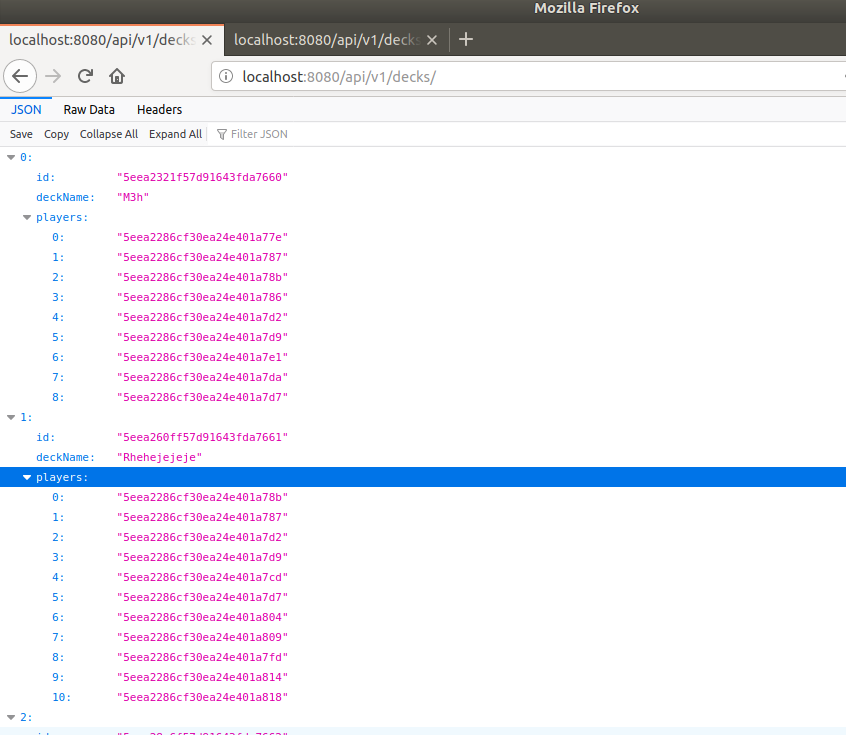 Mozilla Firefox
localhost:8080/api/v1/decks localhost:8080/api/v1/decks
localhost:8080/api/v1/decks/
JSON Raw Data Headers
Save Copy Collapse All Expand All Filter JSON
0:
id: "5eea2321f57d91643fda7660"
deckName: "M3h"
players:
0: "5eea2286cf30ea24e401a77e"
1: "5eea2286cf30ea24e401a787"
2: "5eea2286cf30ea24e401a78b"
3: "5eea2286cf30ea24e401a786"
4: "5eea2286cf30ea24e401a7d2"
5: "5eea2286cf30ea24e401a7d9"
6: "5eea2286cf30ea24e401a7e1"
7: "5eea2286cf30ea24e401a7da"
8: "5eea2286cf30ea24e401a7d7"
1:
id: "5eea260ff57d91643fda7661"
deckName: "Rhehejejeje"
players:
0: "5eea2286cf30ea24e401a78b"
1: "5eea2286cf30ea24e401a787"
2: "5eea2286cf30ea24e401a7d2"
3: "5eea2286cf30ea24e401a7d9"
4: "5eea2286cf30ea24e401a7cd"
5: "5eea2286cf30ea24e401a7d7"
6: "5eea2286cf30ea24e401a804"
7: "5eea2286cf30ea24e401a809"
8: "5eea2286cf30ea24e401a7fd"
9: "5eea2286cf30ea24e401a814"
10: "5eea2286cf30ea24e401a818"
2: